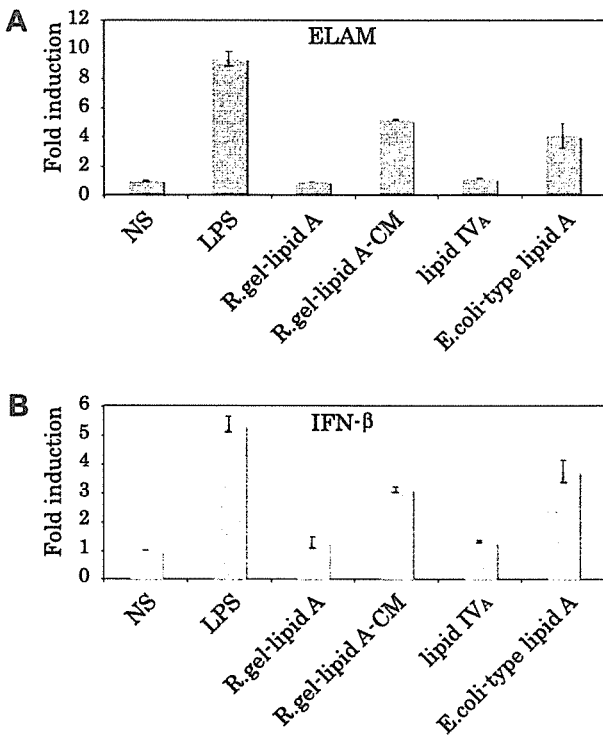 A
ELAM
Fold induction
12
10
8
6
4
2
0
NS
LPS
R.gel-lipid A
R.gel-lipid A-CM
lipid IVA
E.coli-type lipid A
B
IFN-β
Fold induction
6
5
4
3
2
1
0
NS
LPS
R.gel-lipid A
R.gel-lipid A-CM
lipid IVA
E.coli-type lipid A